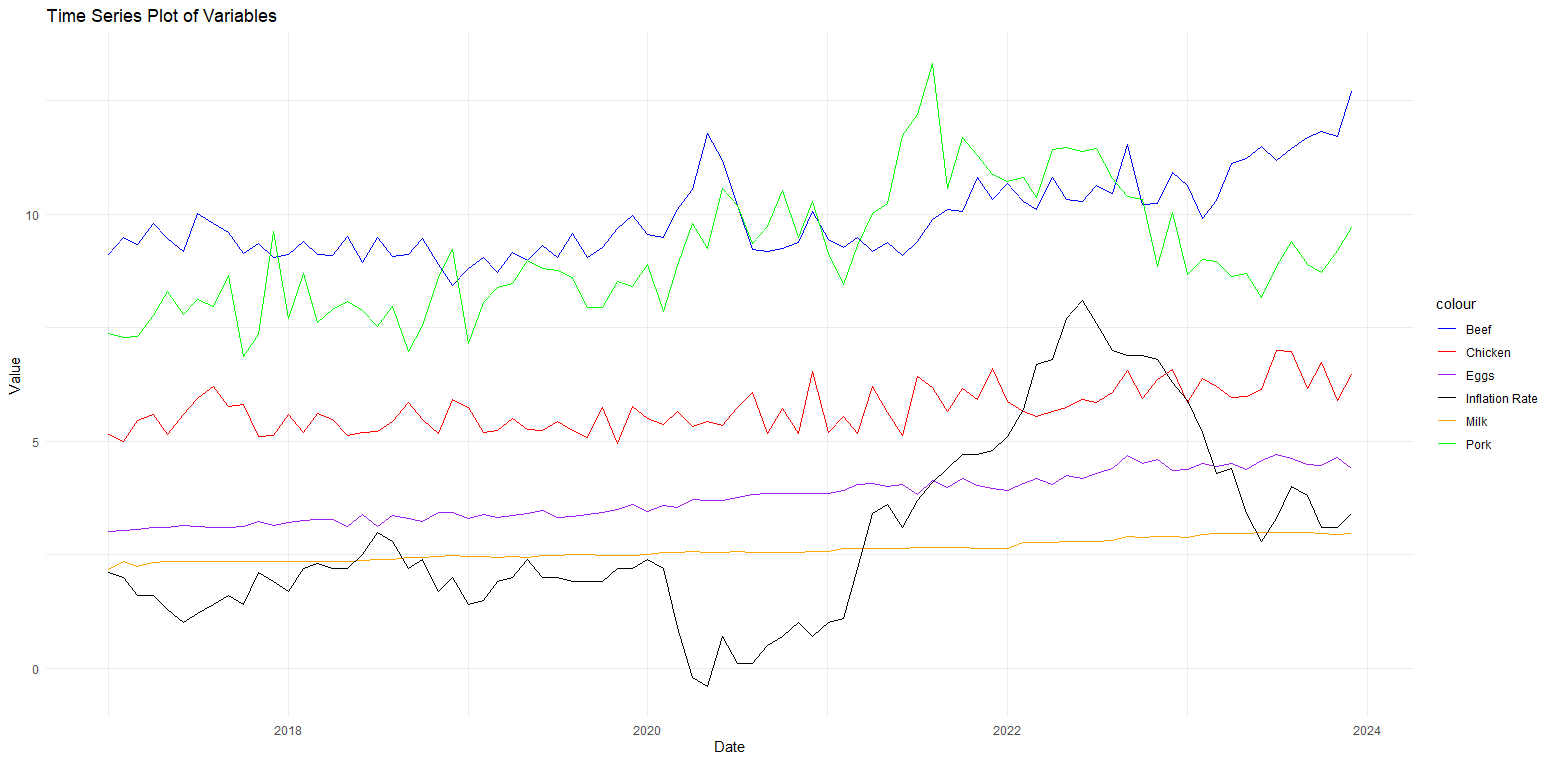 Time Series Plot of Variables
Value
10
5
0
2018
2020
2022
2024
Date
colour
Beef
Chicken
Eggs
Inflation Rate
Milk
Pork